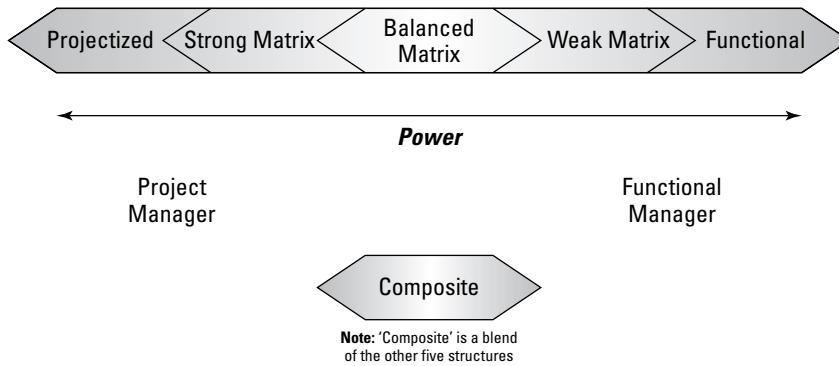 Projectized Strong Matrix Balanced Matrix Weak Matrix Functional
Power
Project
Manager
Functional
Manager
Composite
Note: ‘Composite’ is a blend
of the other five structures